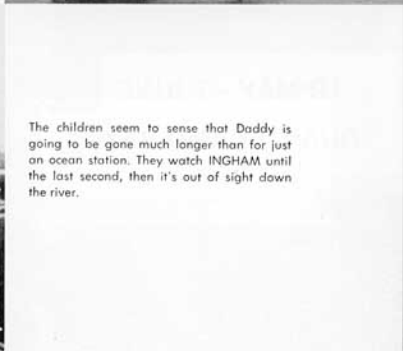 The children seem to sense that Daddy is
going to be gone much longer than for just
an ocean station. They watch INGHAM until
the last second, then it's out of sight down
the river.